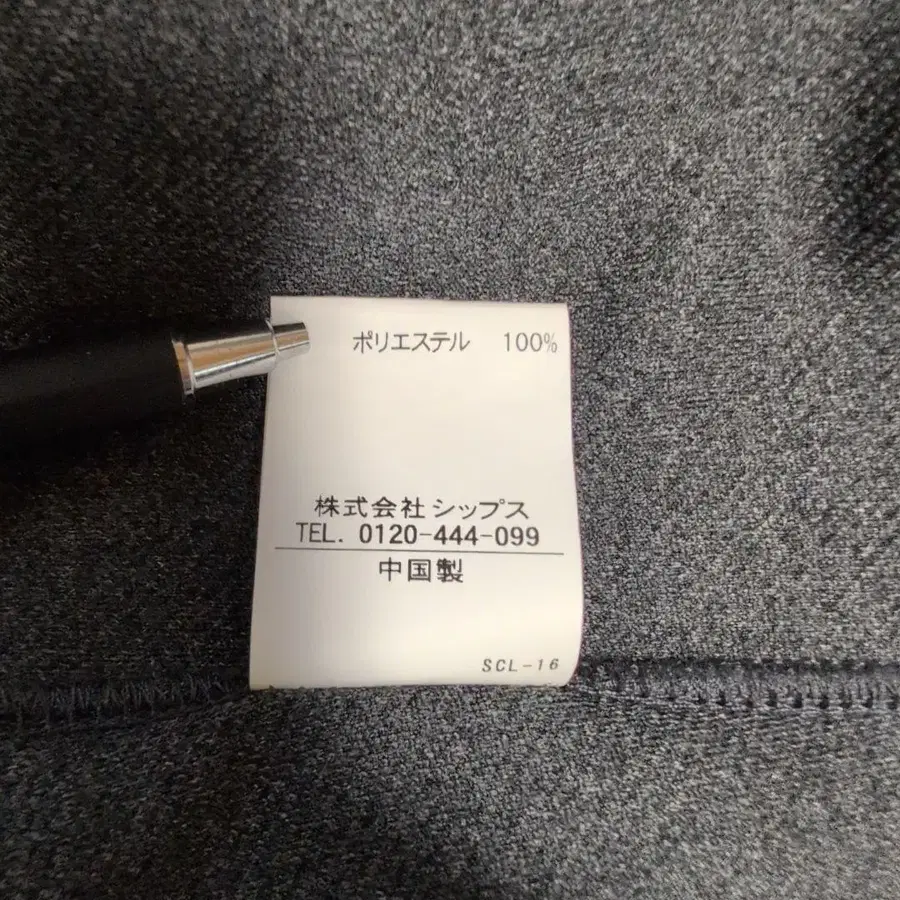 ポリエステル 100%
株式会社シップス
TEL. 0120-444-099
中国製
SCL-16